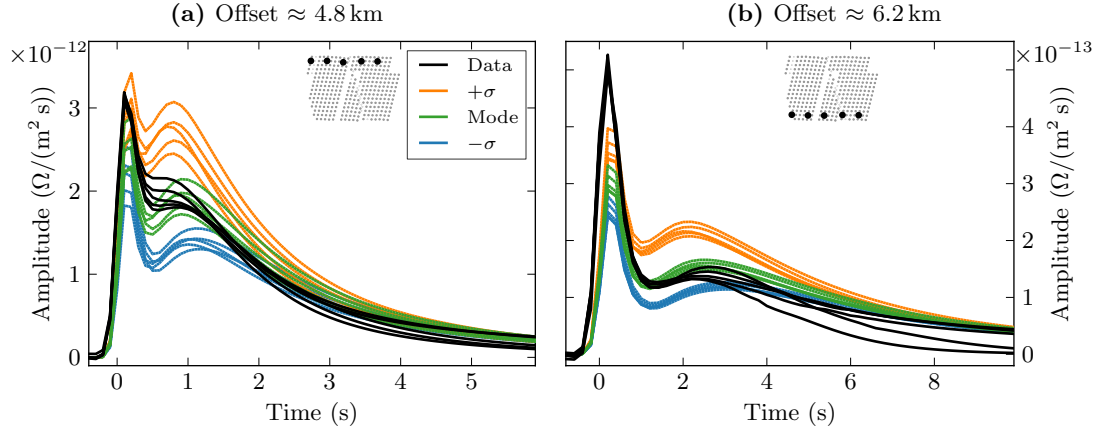 (a) Offset ≈ 4.8 km
(b) Offset ≈ 6.2 km
×10⁻¹²
×10⁻¹³
Data
+σ
Mode
−σ
Amplitude (Ω/(m² s))
3
2
1
0
0 1 2 3 4 5
Time (s)
0 2 4 6 8
Time (s)
5
4
3
2
1
0
Amplitude (Ω/(m² s))